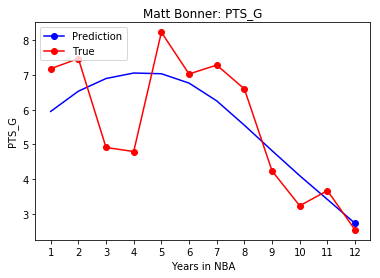 Matt Bonner: PTS_G
Prediction
True
8
7
6
5
4
3
PTS_G
1 2 3 4 5 6 7 8 9 10 11 12
Years in NBA